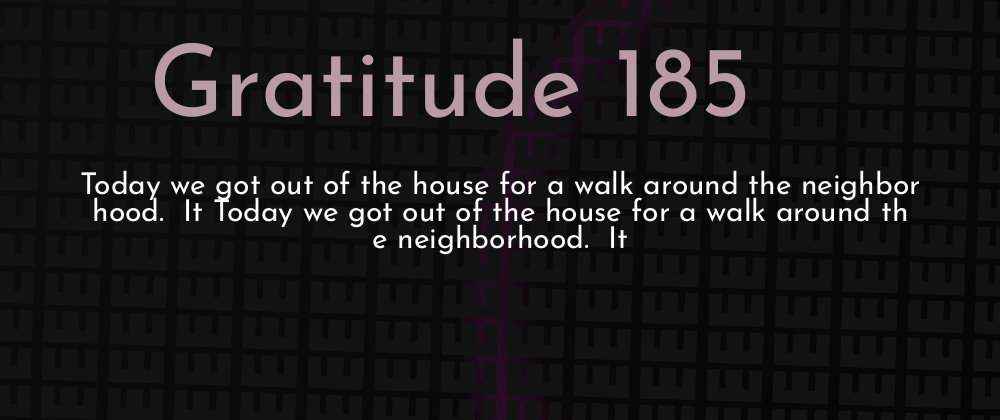 Gratitude 185
Today we got out of the house for a walk around the neighbor
hood.  It Today we got out of the house for a walk around th
e neighborhood.  It